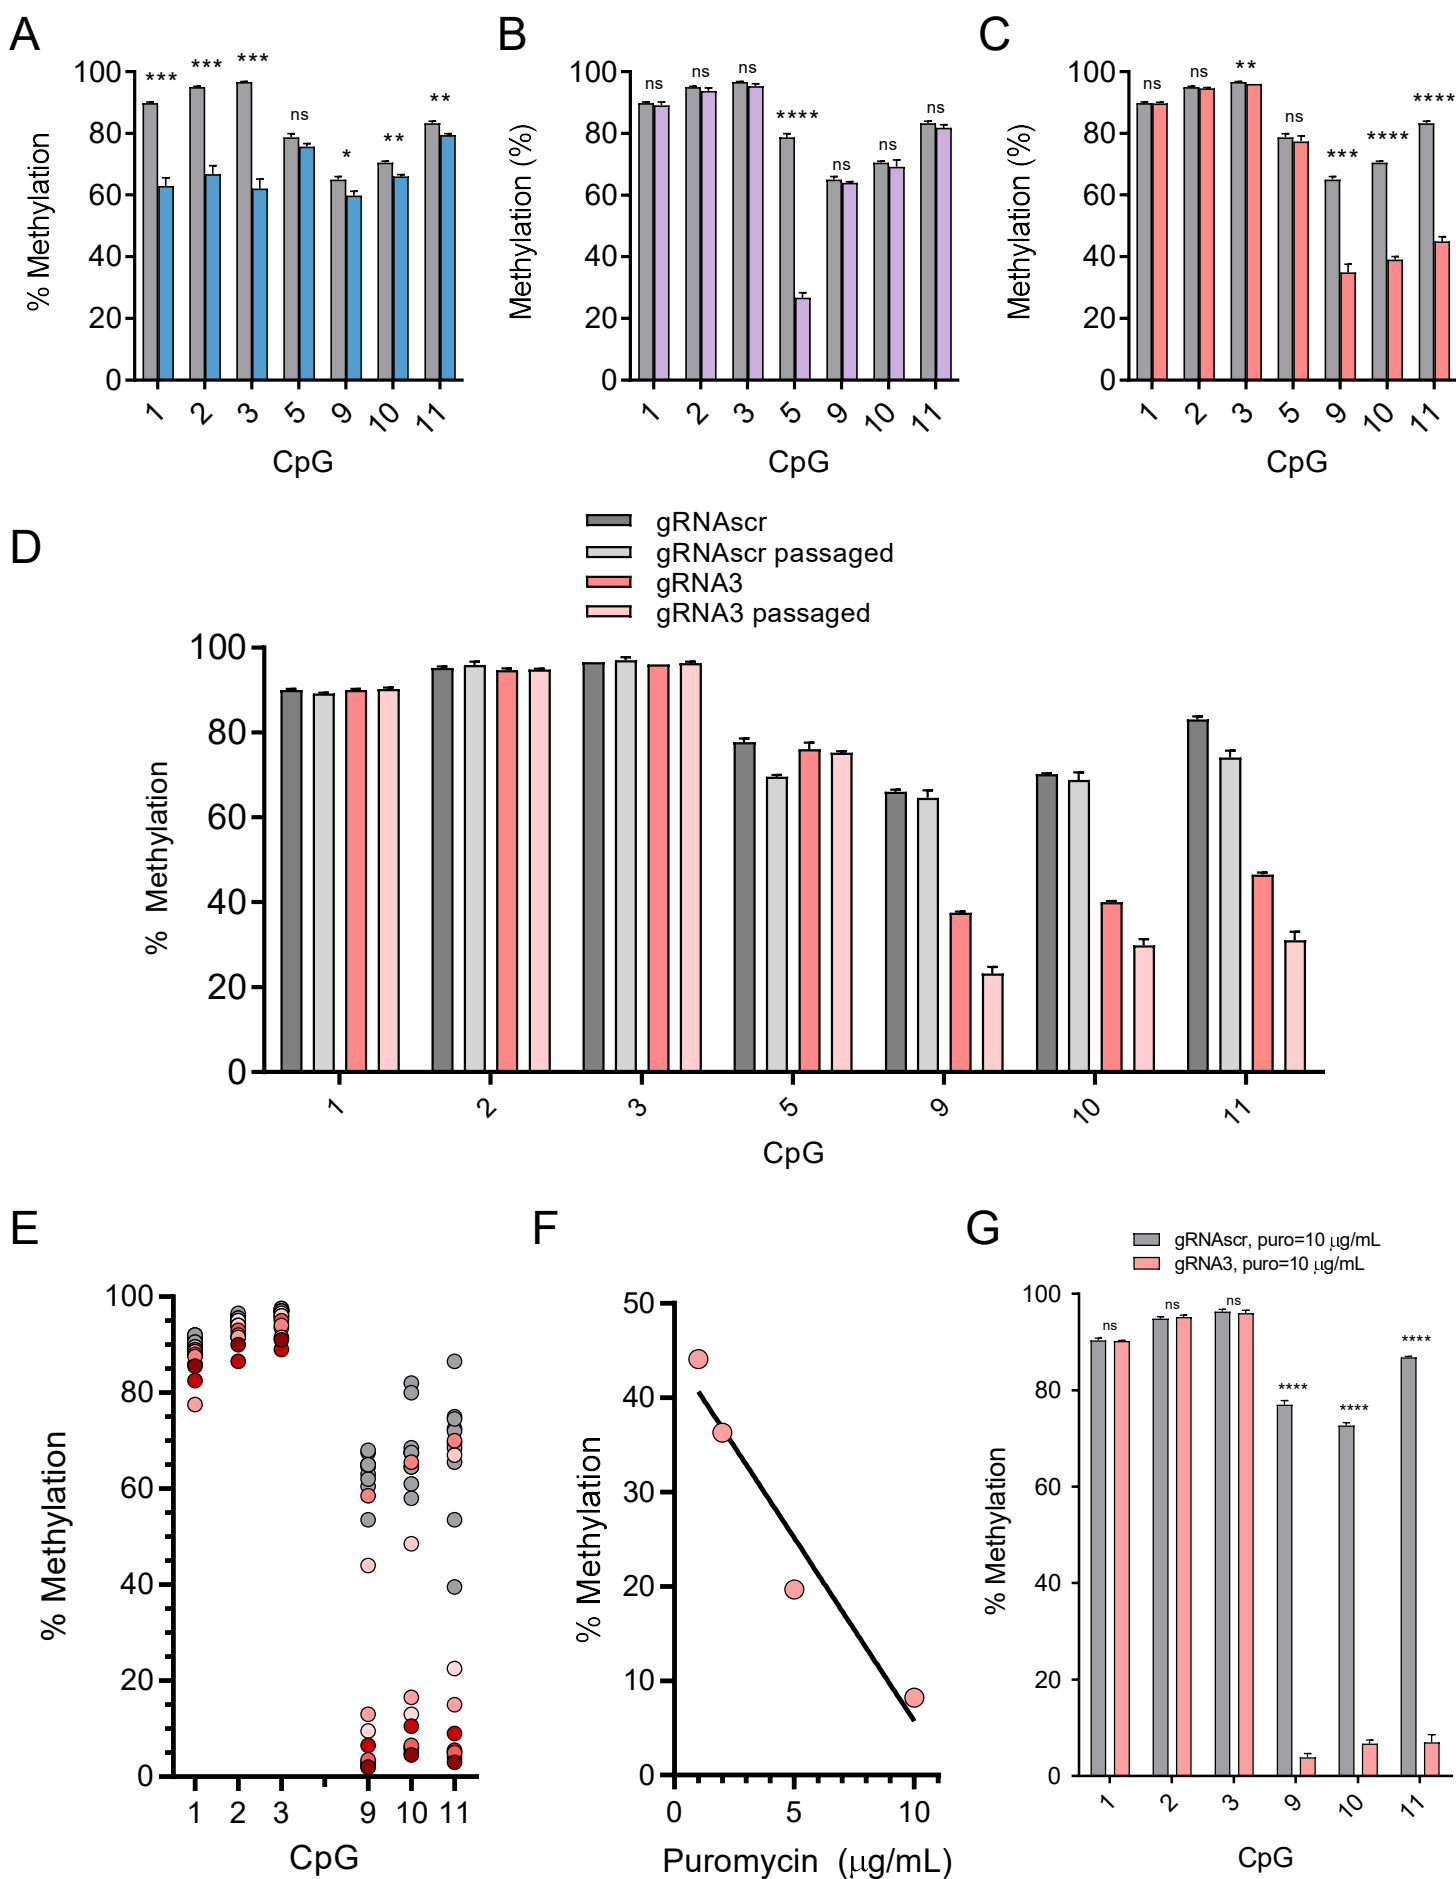 A
B
C
% Methylation
100
80
60
40
20
0
***
***
***
ns
*
**
**
1
2
3
5
9
10
11
CpG
Methylation (%)
100
80
60
40
20
0
ns
ns
ns
****
ns
ns
ns
1
2
3
5
9
10
11
CpG
Methylation (%)
100
80
60
40
20
0
ns
ns
**
ns
***
****
****
1
2
3
5
9
10
11
CpG
D
gRNAscr
gRNAscr passaged
gRNA3
gRNA3 passaged
% Methylation
100
80
60
40
20
0
1
2
3
5
9
10
11
CpG
E
% Methylation
100
80
60
40
20
0
1
2
3
9
10
11
CpG
F
% Methylation
50
40
30
20
10
0
0
5
10
Puromycin (μg/mL)
G
gRNAscr, puro=10 μg/mL
gRNA3, puro=10 μg/mL
% Methylation
100
80
60
40
20
0
ns
ns
ns
****
****
****
1
2
3
9
10
11
CpG